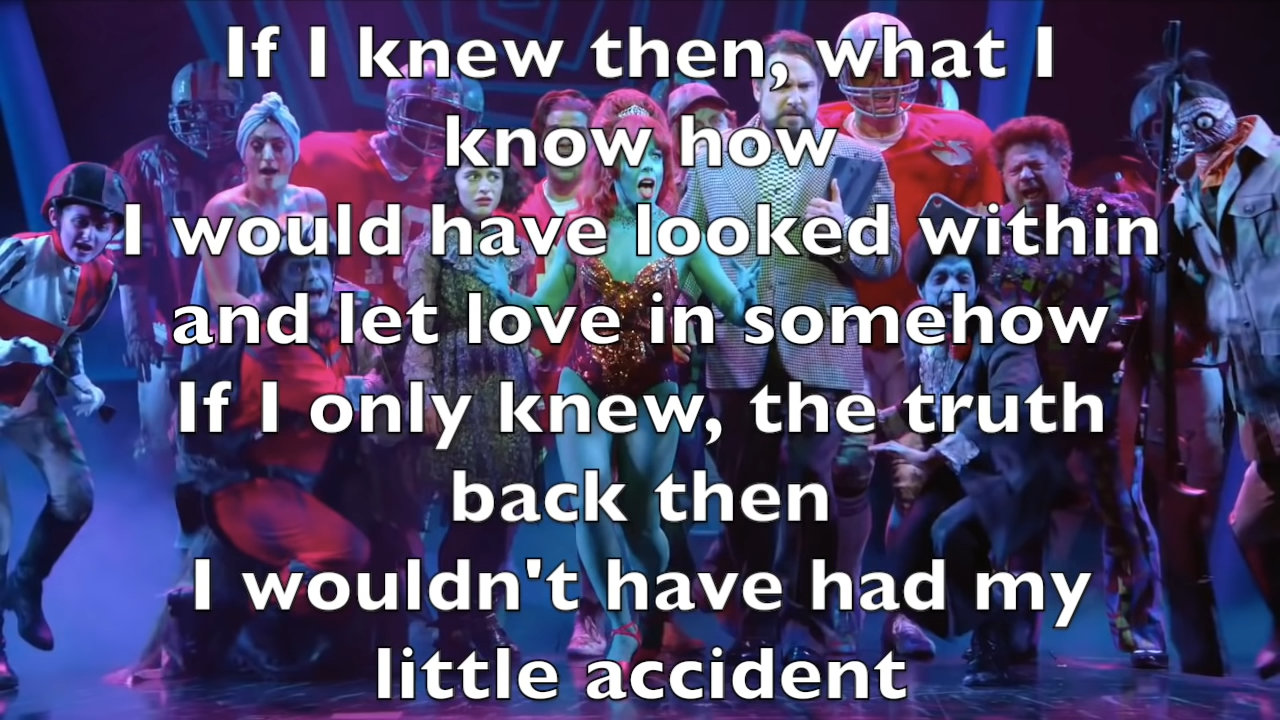 If I knew then, what I
know how
I would have looked within
and let love in somehow
If I only knew, the truth
back then
I wouldn't have had my
little accident